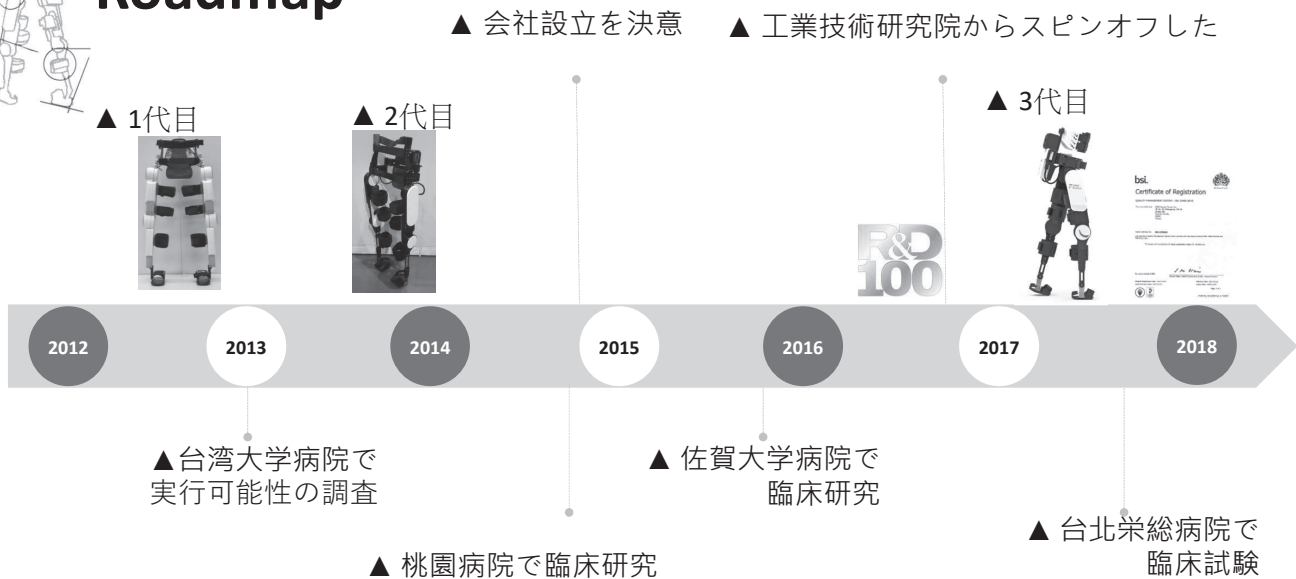 Roadmap
▲ 会社設立を決意
▲ 工業技術研究院からスピンオフした
▲ 1代目
▲ 2代目
▲ 3代目
bsi.
Certificate of Registration
R&D
100
2012
2013
2014
2015
2016
2017
2018
▲台湾大学病院で
実行可能性の調査
▲ 佐賀大学病院で
臨床研究
▲ 桃園病院で臨床研究
▲ 台北栄総病院で
臨床試験